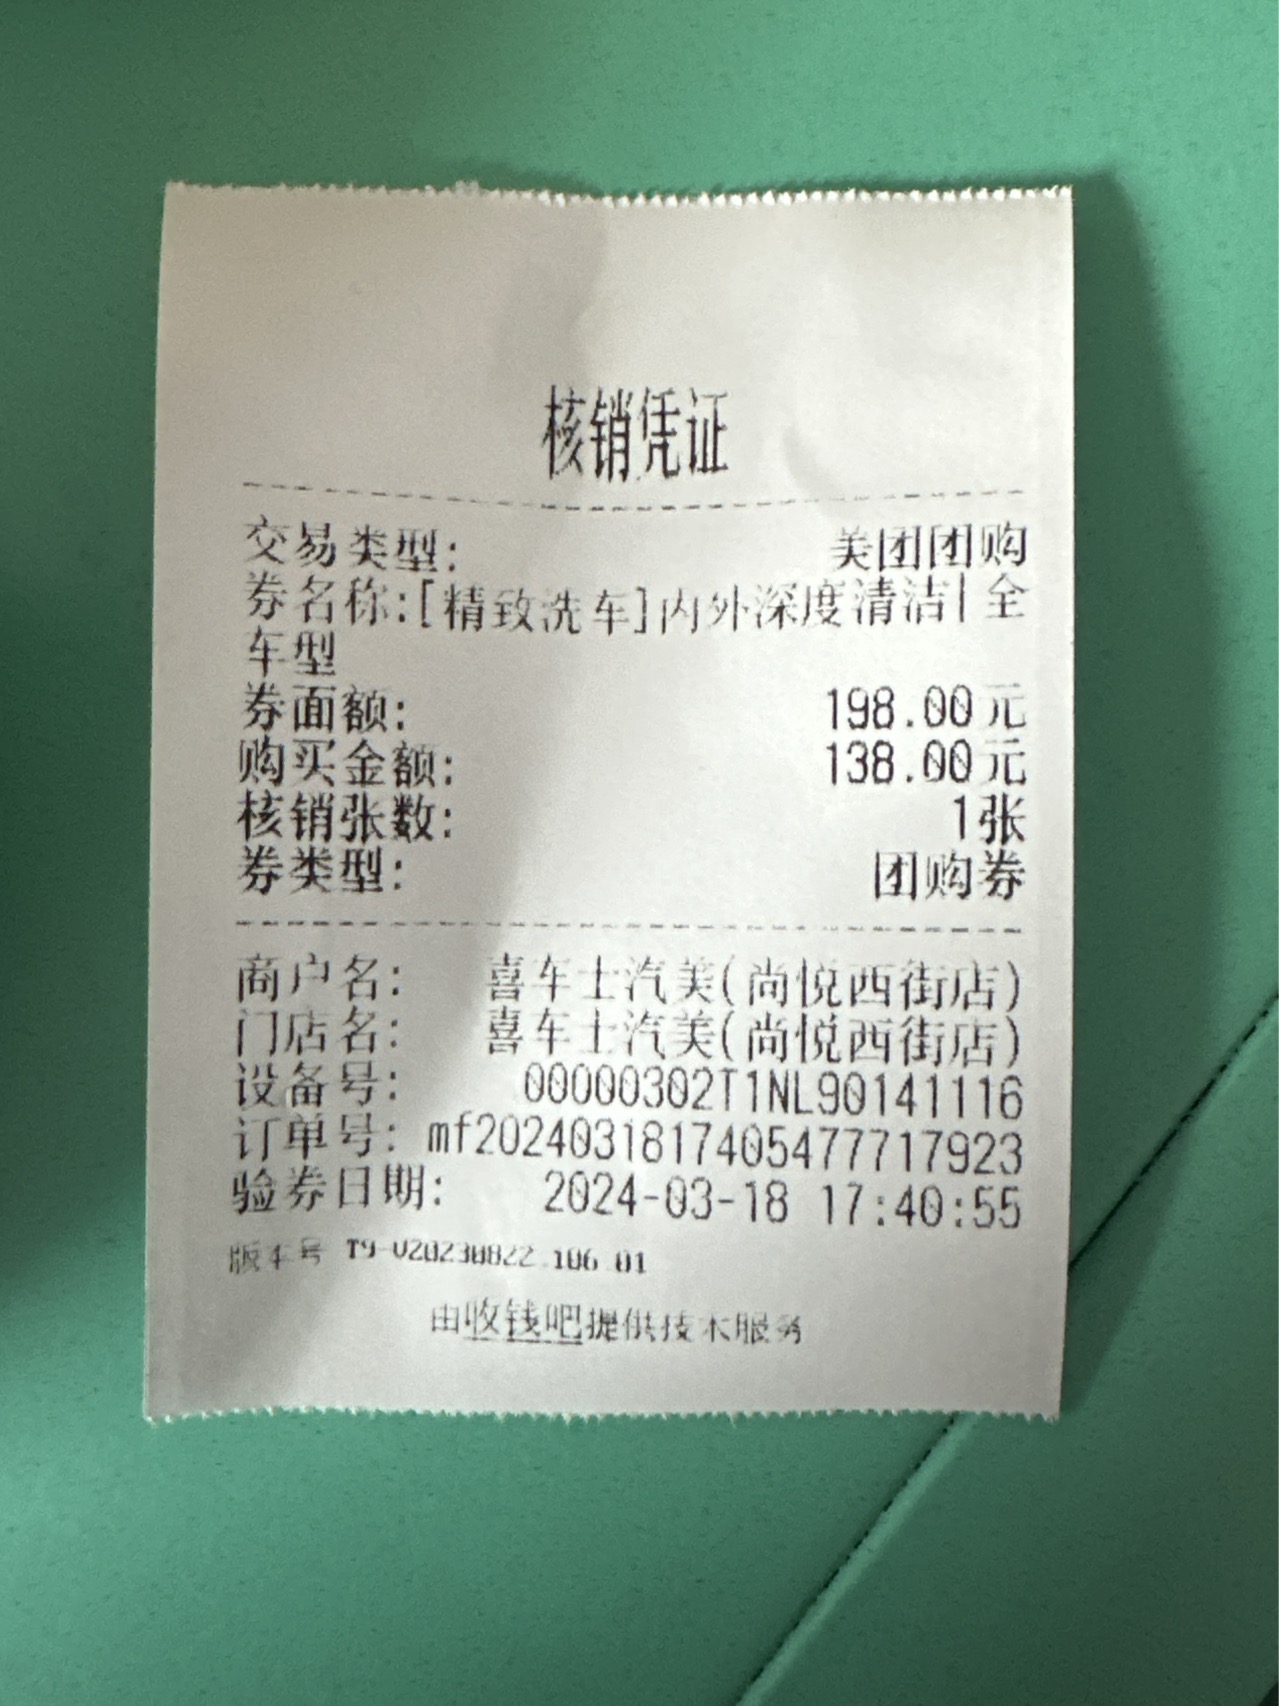 核销凭证
交易类型: 美团团购
券名称:[精致洗车]内外深度清洁|全
车型
券面额: 198.00元
购买金额: 138.00元
核销张数: 1张
券类型: 团购券
商户名: 喜车士汽美(尚悦西街店)
门店名: 喜车士汽美(尚悦西街店)
设备号: 00000302T1NL90141116
订单号: mf2024031817405477717923
验券日期: 2024-03-18 17:40:55
版本号 T9-V20230822.106.01
由收钱吧提供技术服务